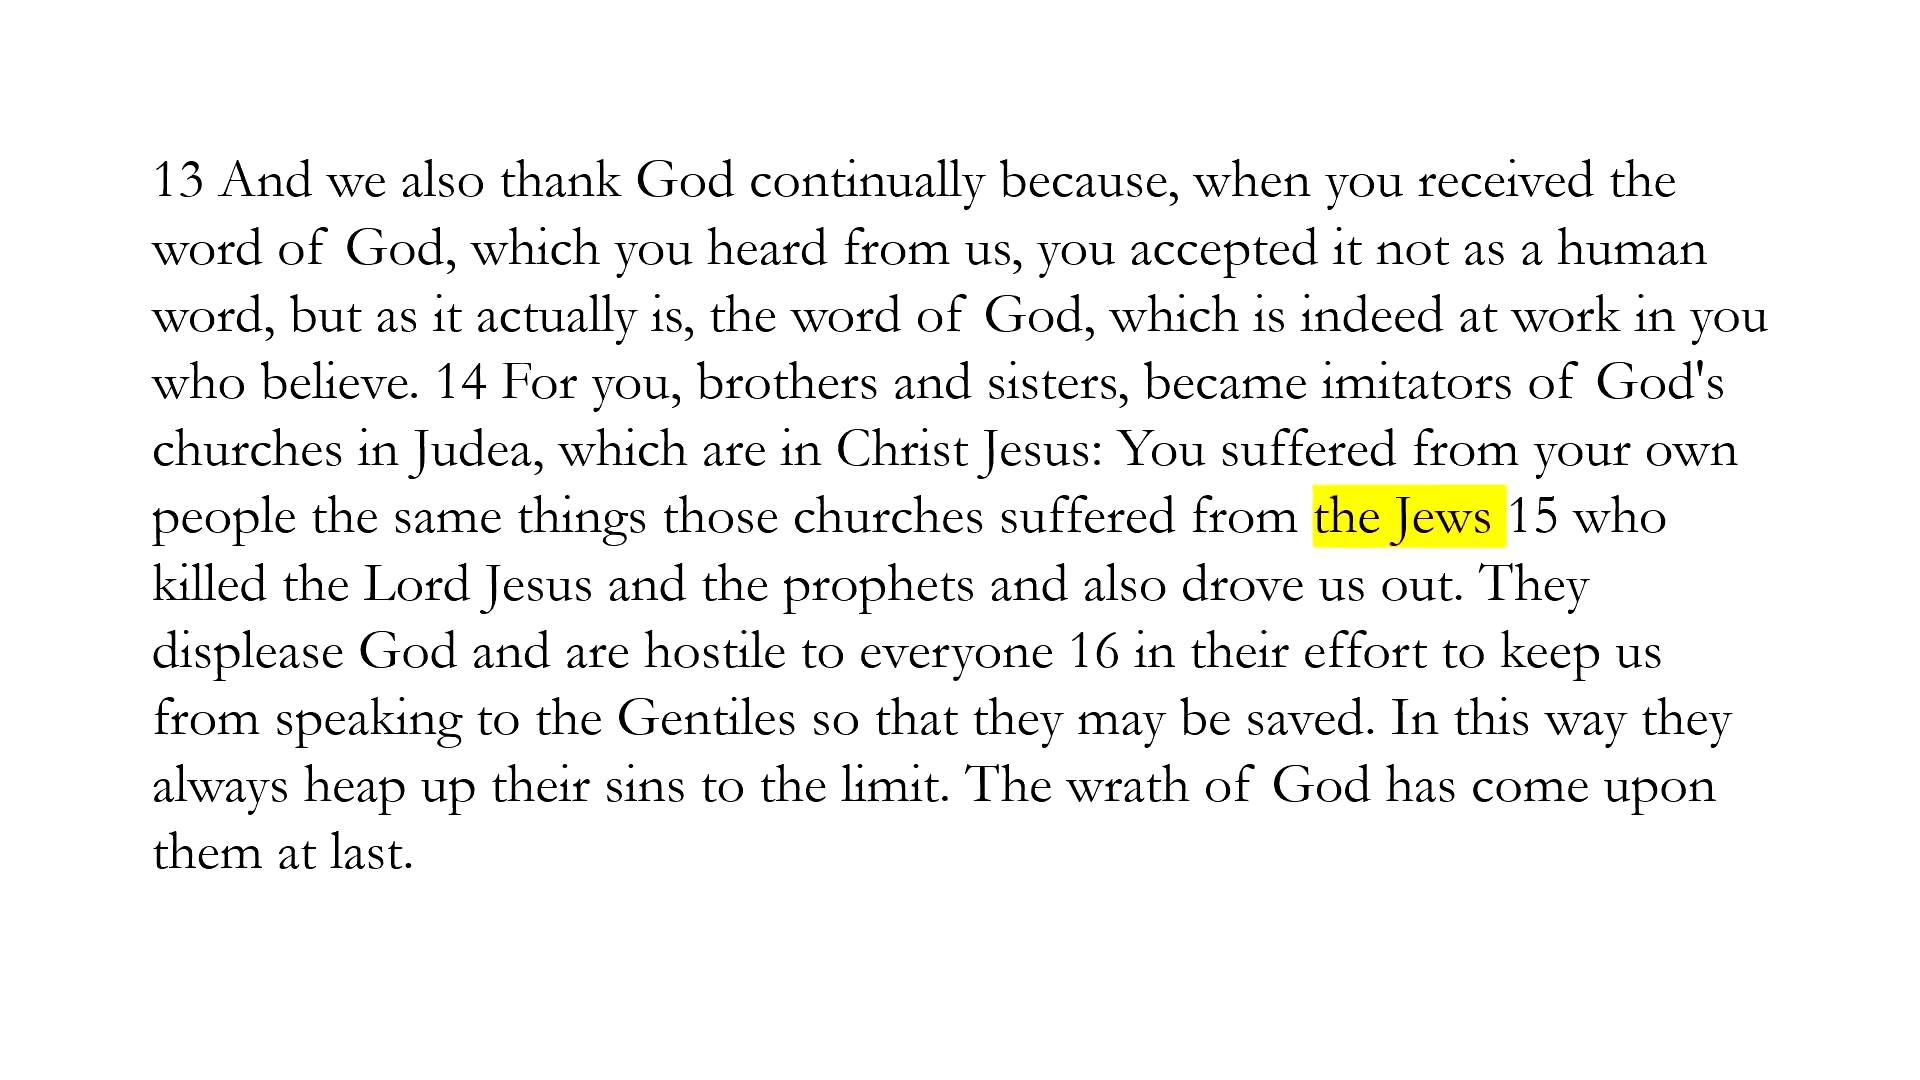 13 And we also thank God continually because, when you received the
word of God, which you heard from us, you accepted it not as a human
word, but as it actually is, the word of God, which is indeed at work in you
who believe. 14 For you, brothers and sisters, became imitators of God's
churches in Judea, which are in Christ Jesus: You suffered from your own
people the same things those churches suffered from the Jews 15 who
killed the Lord Jesus and the prophets and also drove us out. They
displease God and are hostile to everyone 16 in their effort to keep us
from speaking to the Gentiles so that they may be saved. In this way they
always heap up their sins to the limit. The wrath of God has come upon
them at last.